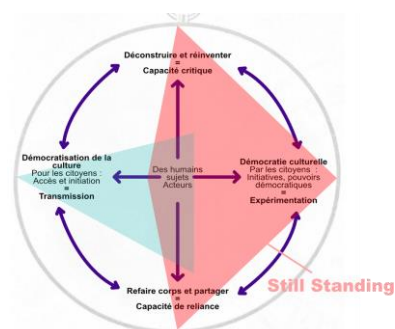 Déconstruire et réinventer
=
Capacité critique
Démocratisation de la
culture
Pour les citoyens :
Accès et initiation
=
Transmission
Des humains
sujets
Acteurs
Démocratie culturelle
Par les citoyens :
Initiatives, pouvoirs
démocratiques
=
Expérimentation
Refaire corps et partager
=
Capacité de reliance
Still Standing